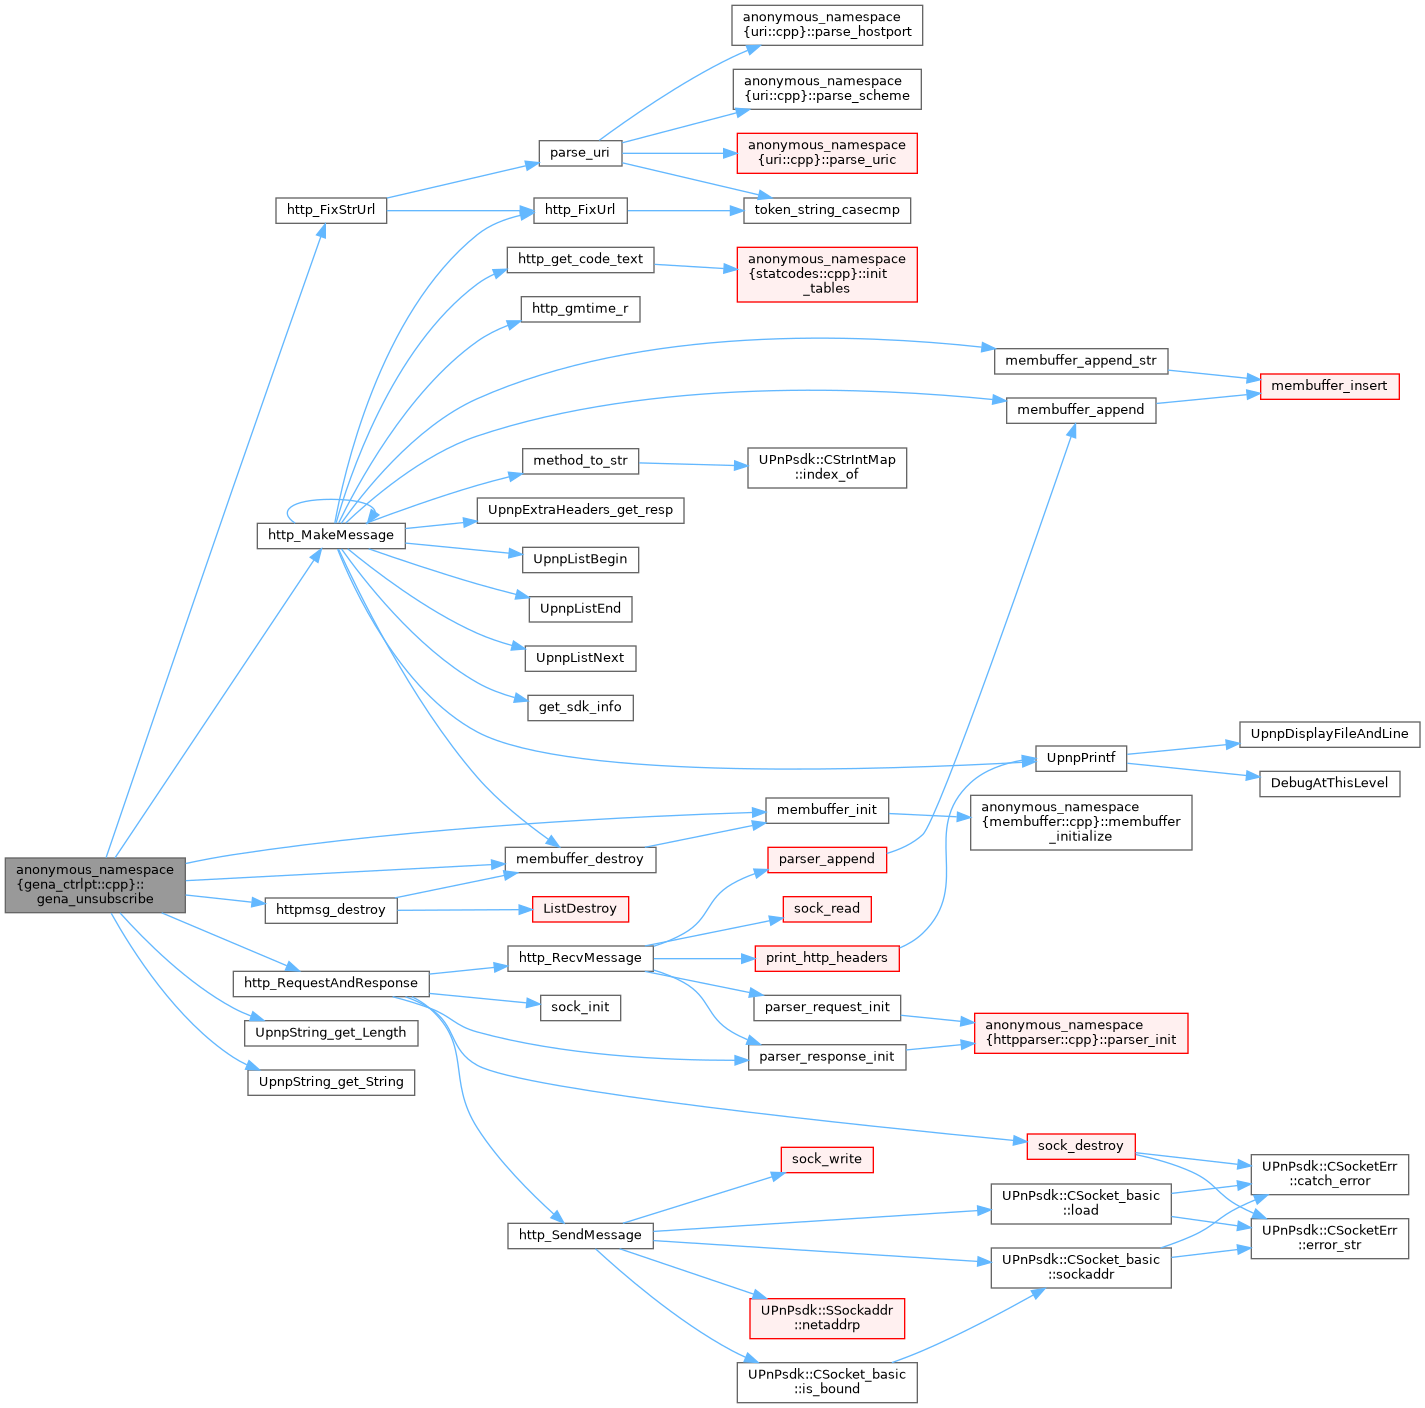 anonymous_namespace
{uri::cpp}::parse_hostport
anonymous_namespace
{uri::cpp}::parse_scheme
parse_uri
anonymous_namespace
{uri::cpp}::parse_uric
http_FixStrUrl
http_FixUrl
token_string_casecmp
http_get_code_text
anonymous_namespace
{statcodes::cpp}::init
_tables
http_gmtime_r
membuffer_append_str
membuffer_insert
membuffer_append
method_to_str
UPnPsdk::CStrIntMap
::index_of
UpnpExtraHeaders_get_resp
http_MakeMessage
UpnpListBegin
UpnpListEnd
UpnpListNext
get_sdk_info
UpnpPrintf
UpnpDisplayFileAndLine
DebugAtThisLevel
membuffer_init
anonymous_namespace
{membuffer::cpp}::membuffer
_initialize
membuffer_destroy
parser_append
anonymous_namespace
{gena_ctrlpt::cpp}::
gena_unsubscribe
httpmsg_destroy
ListDestroy
sock_read
http_RecvMessage
print_http_headers
http_RequestAndResponse
sock_init
parser_request_init
anonymous_namespace
{httpparser::cpp}::parser_init
UpnpString_get_Length
parser_response_init
UpnpString_get_String
sock_destroy
sock_write
UPnPsdk::CSocketErr
::catch_error
UPnPsdk::CSocket_basic
::load
http_SendMessage
UPnPsdk::CSocketErr
::error_str
UPnPsdk::CSocket_basic
::sockaddr
UPnPsdk::SSockaddr
::netaddrp
UPnPsdk::CSocket_basic
::is_bound